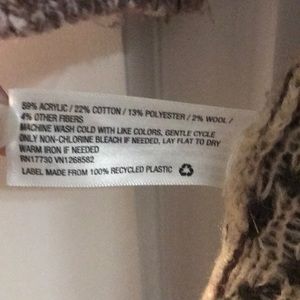 59% ACRYLIC / 22% COTTON / 13% POLYESTER / 2% WOOL /
4% OTHER FIBERS
MACHINE WASH COLD WITH LIKE COLORS, GENTLE CYCLE
ONLY NON-CHLORINE BLEACH IF NEEDED, LAY FLAT TO DRY
WARM IRON IF NEEDED
RN17730 VN1268582
LABEL MADE FROM 100% RECYCLED PLASTIC